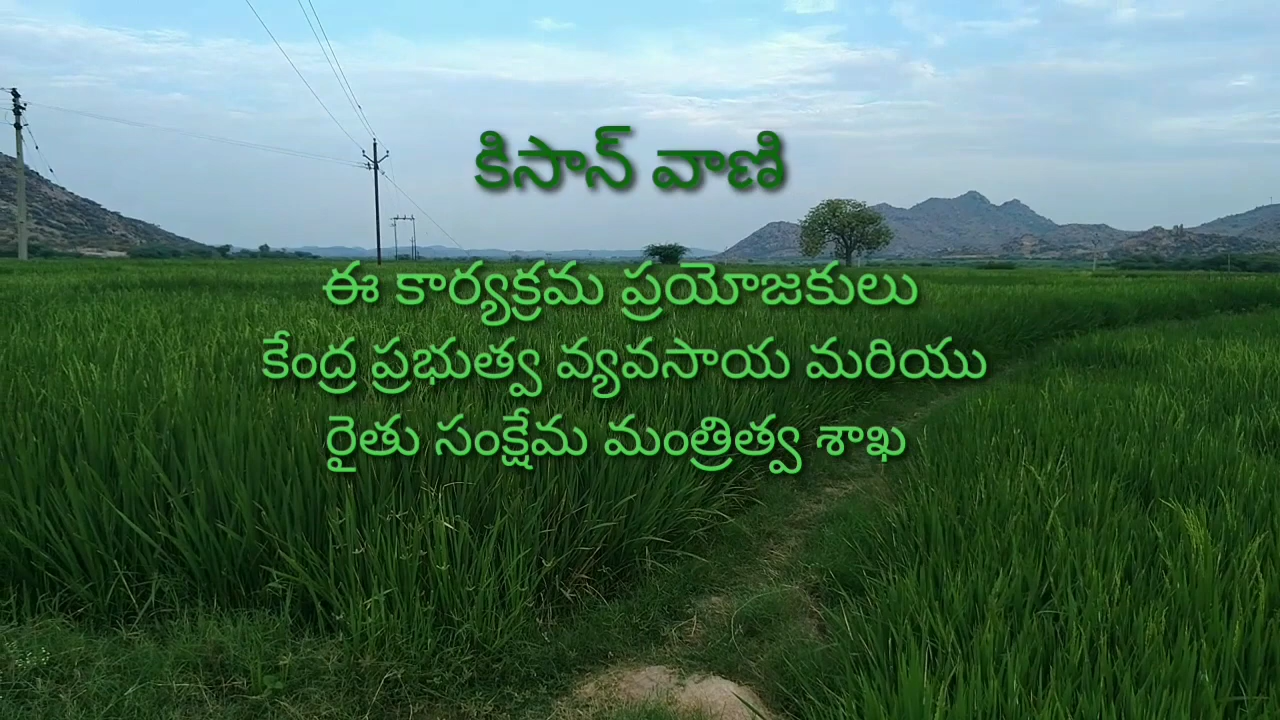 కిసాన్ వాణి
ఈ కార్యక్రమ ప్రయోజకులు
కేంద్ర ప్రభుత్వ వ్యవసాయ మరియు
రైతు సంక్షేమ మంత్రిత్వ శాఖ